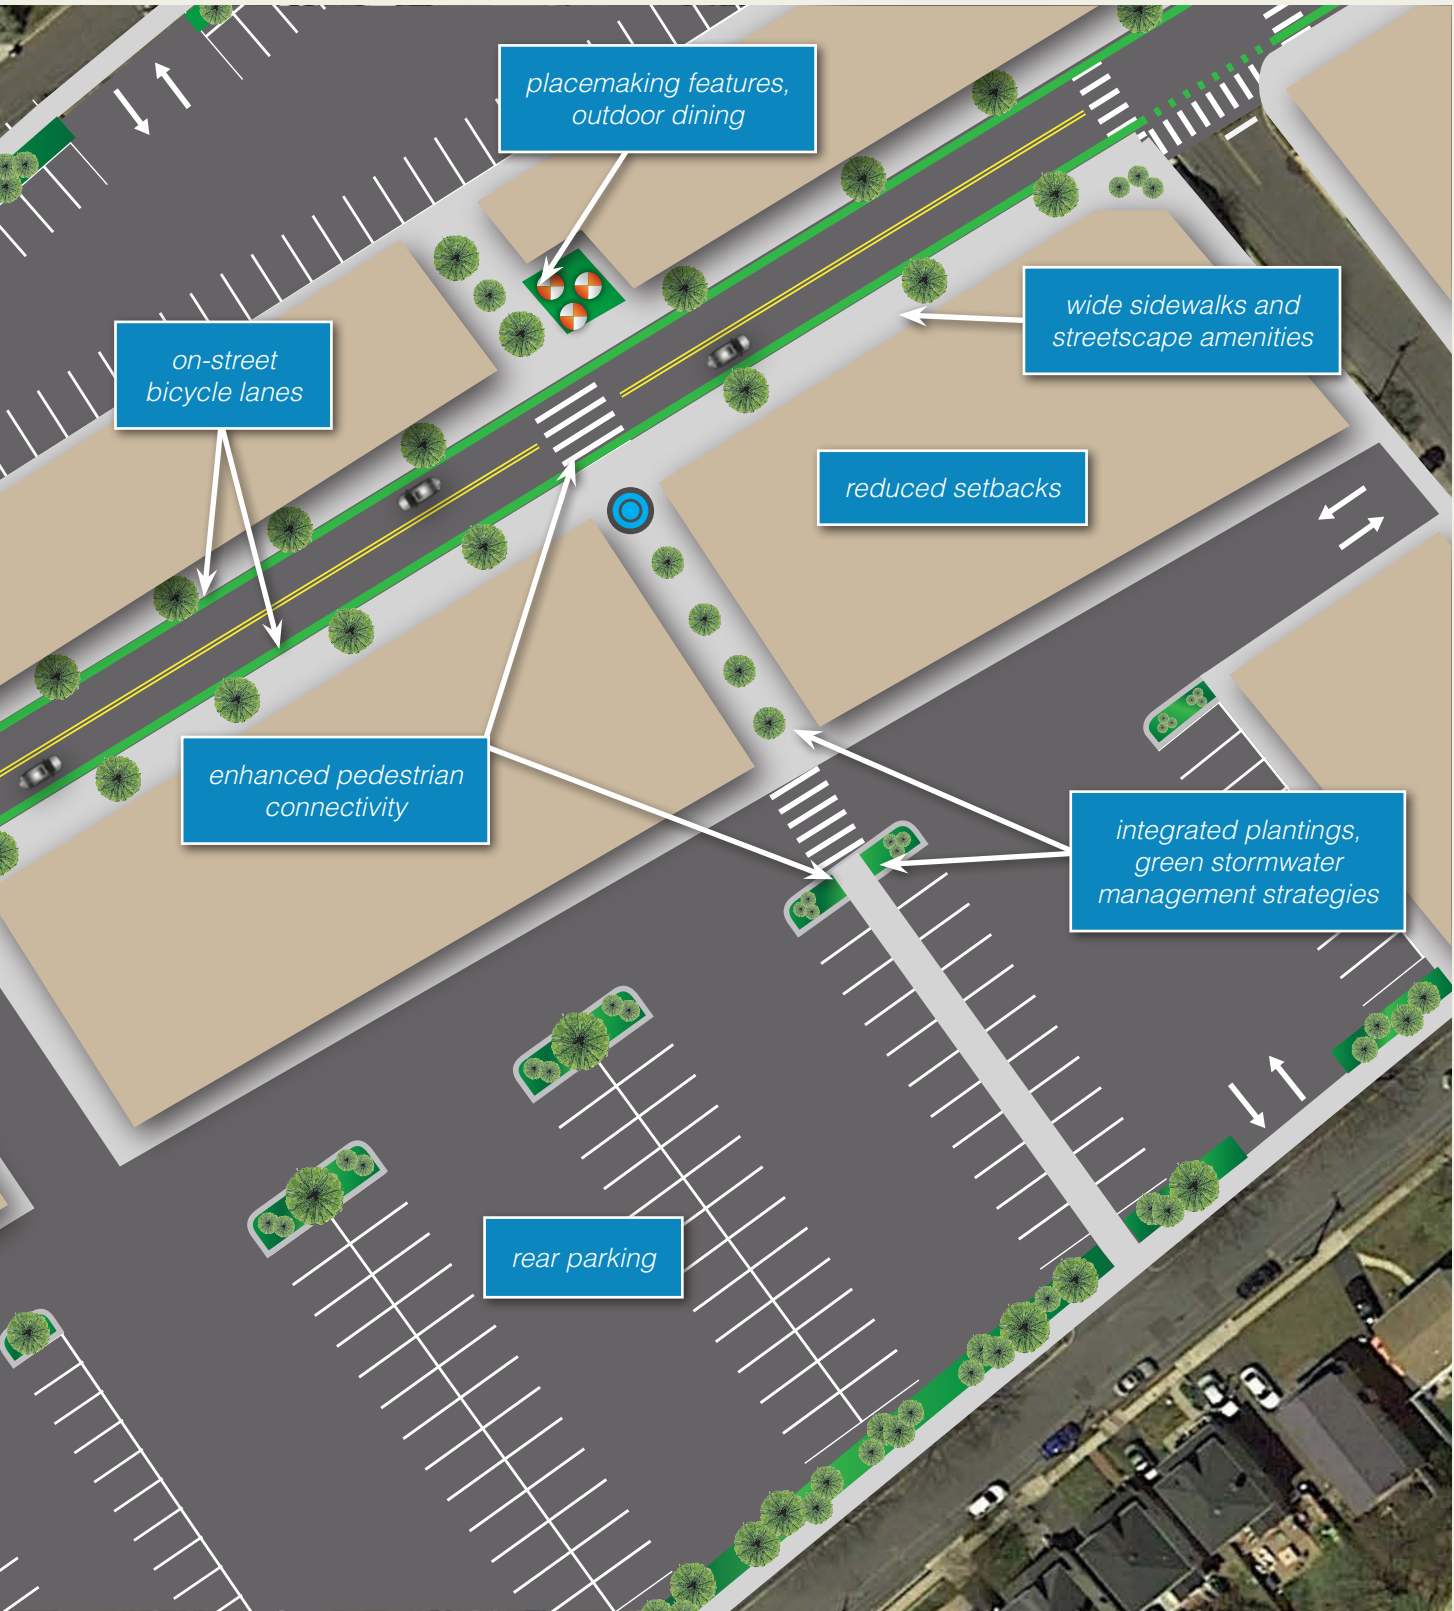 placemaking features,
outdoor dining
wide sidewalks and
streetscape amenities
on-street
bicycle lanes
reduced setbacks
enhanced pedestrian
connectivity
integrated plantings,
green stormwater
management strategies
rear parking